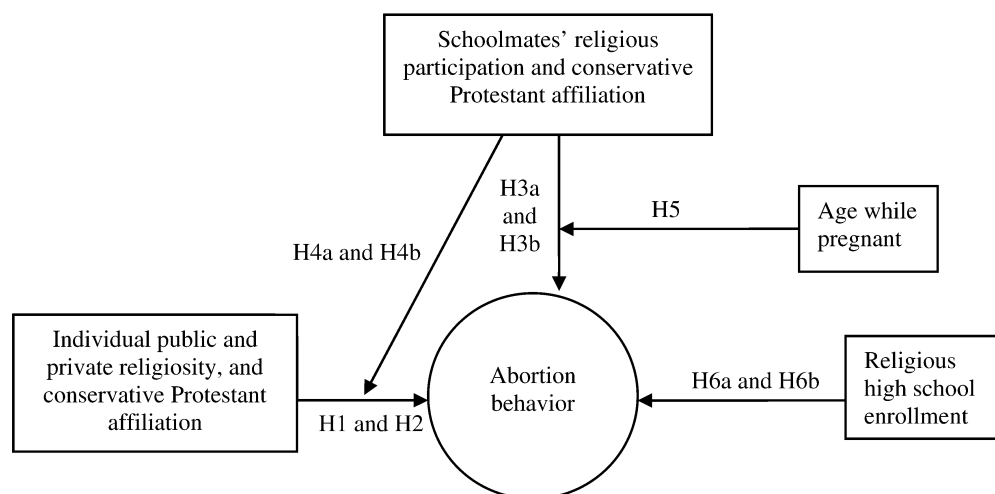 Schoolmates' religious
participation and conservative
Protestant affiliation
H3a
and
H3b
H5
Age while
pregnant
H4a and H4b
Individual public and
private religiosity, and
conservative Protestant
affiliation
H1 and H2
Abortion
behavior
H6a and H6b
Religious
high school
enrollment